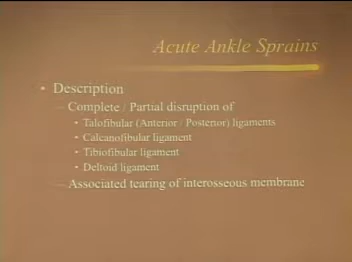 Acute Ankle Sprains
• Description
– Complete / Partial disruption of
• Talofibular (Anterior / Posterior) ligaments
• Calcanofibular ligament
• Tibiofibular ligament
• Deltoid ligament
– Associated tearing of interosseous membrane